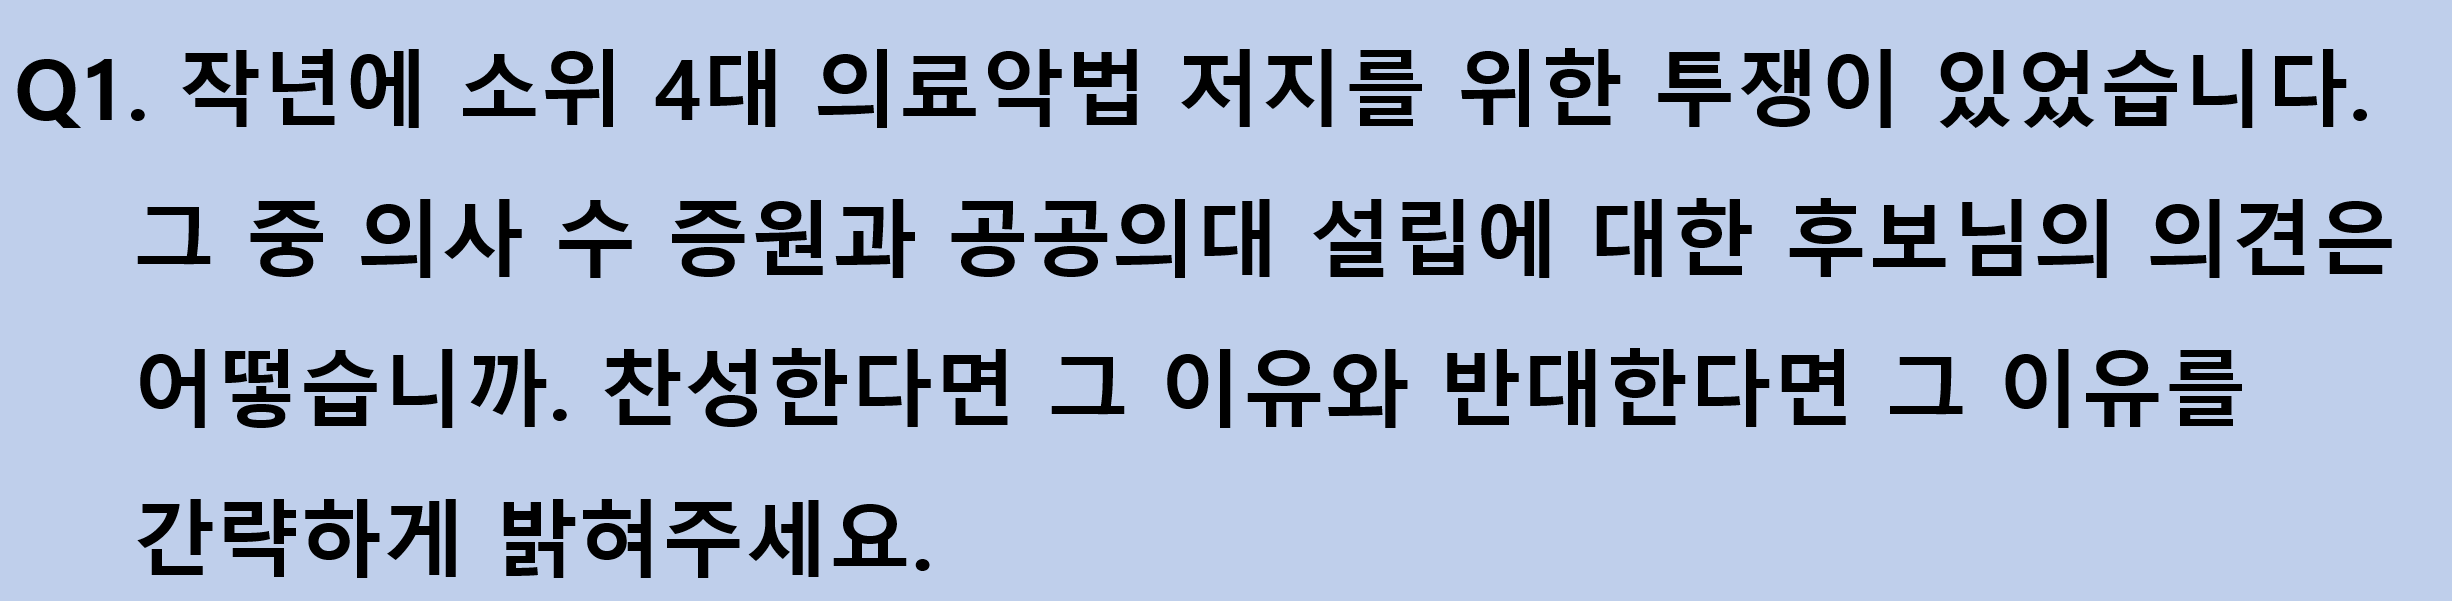 Q1. 작년에 소위 4대 의료악법 저지를 위한 투쟁이 있었습니다.
그 중 의사 수 증원과 공공의대 설립에 대한 후보님의 의견은
어떻습니까. 찬성한다면 그 이유와 반대한다면 그 이유를
간략하게 밝혀주세요.